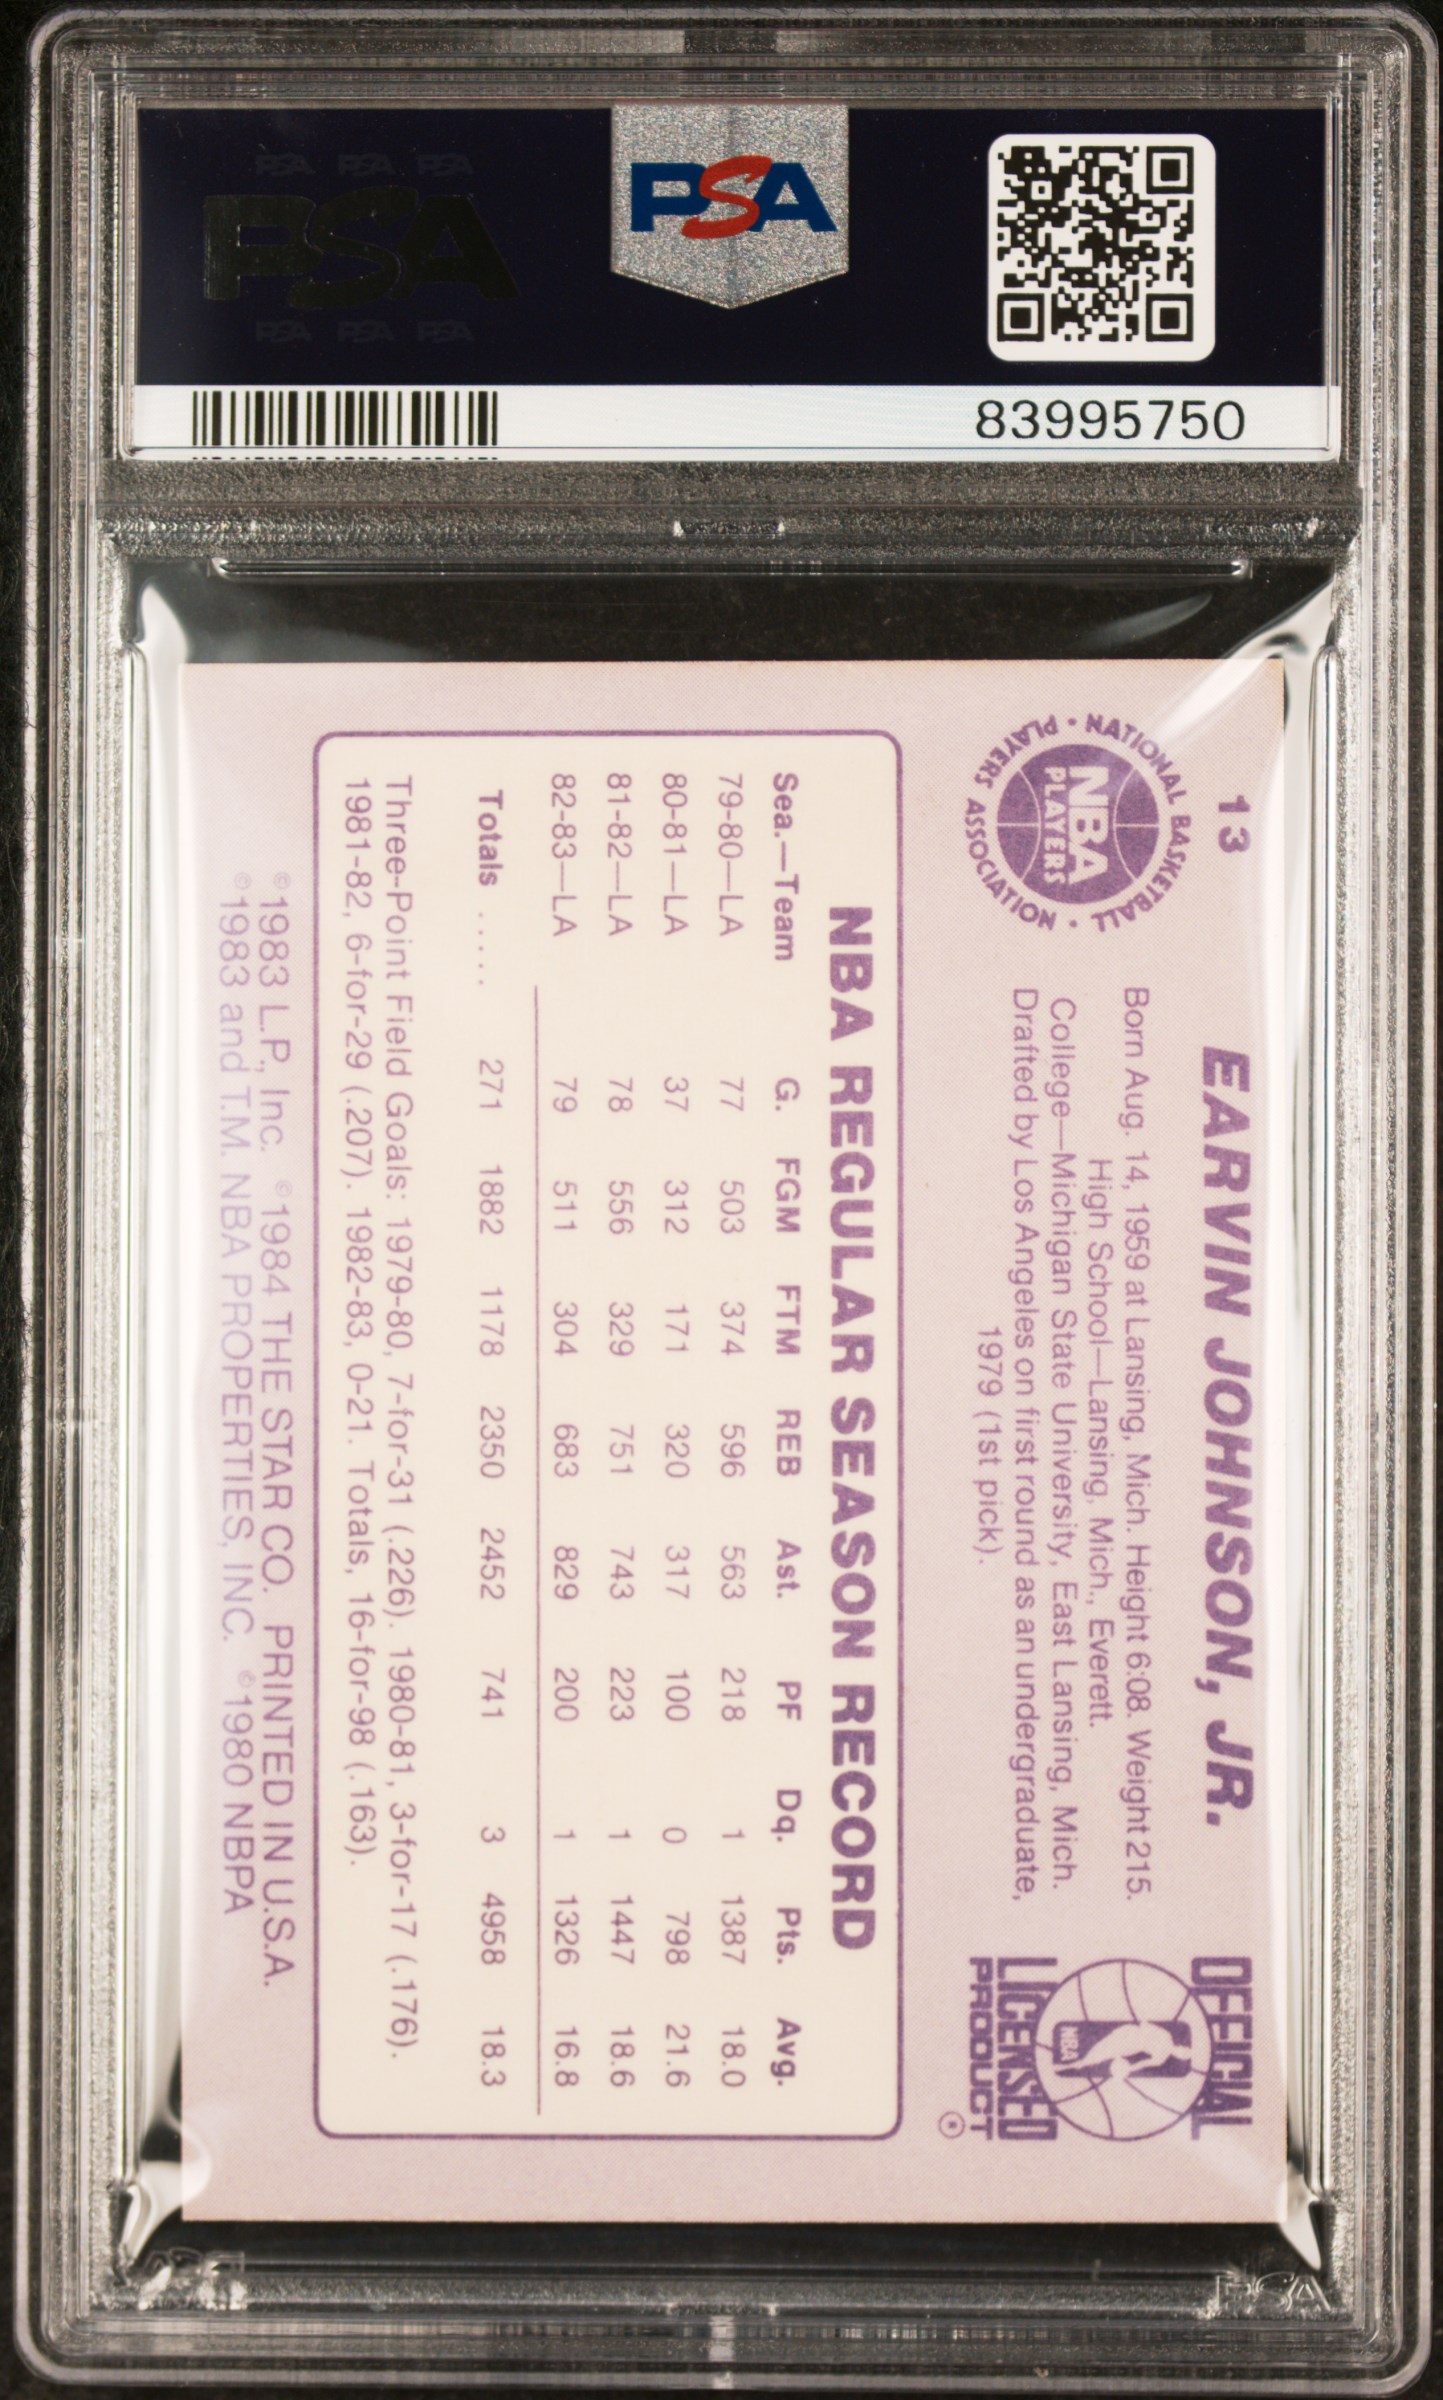 PSA PSA PSA
PSA
PSA PSA PSA
PSA
83995750
13
EARVIN JOHNSON, JR.
NATIONAL BASKETBALL PLAYERS ASSOCIATION
NBA
PLAYERS
Born Aug. 14, 1959 at Lansing, Mich. Height 6:08. Weight 215.
High School—Lansing, Mich., Everett.
College—Michigan State University, East Lansing, Mich.
Drafted by Los Angeles on first round as an undergraduate,
1979 (1st pick).
OFFICIAL
NBA
LICENSED
PRODUCT
NBA REGULAR SEASON RECORD
Sea.—Team G. FGM FTM REB Ast. PF Dq. Pts. Avg.
79-80—LA 77 503 374 596 563 218 1 1387 18.0
80-81—LA 37 312 171 320 317 100 0 798 21.6
81-82—LA 78 556 329 751 743 223 1 1447 18.6
82-83—LA 79 511 304 683 829 200 1 1326 16.8
Totals ..... 271 1882 1178 2350 2452 741 3 4958 18.3
Three-Point Field Goals: 1979-80, 7-for-31 (.226). 1980-81, 3-for-17 (.176).
1981-82, 6-for-29 (.207). 1982-83, 0-21. Totals, 16-for-98 (.163).
©1983 L.P., Inc. ©1984 THE STAR CO. PRINTED IN U.S.A.
©1983 and T.M. NBA PROPERTIES, INC. ©1980 NBPA
PSA